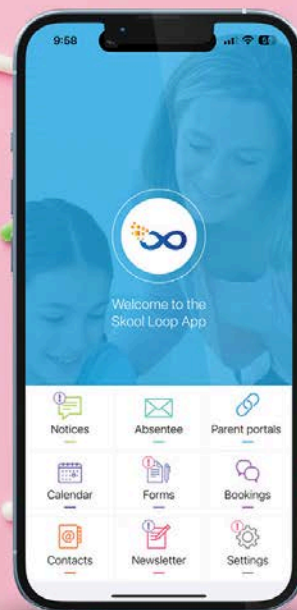 9:58
Welcome to the
Skool Loop App
Notices
Absentee
Parent portals
Calendar
Forms
Bookings
Contacts
Newsletter
Settings